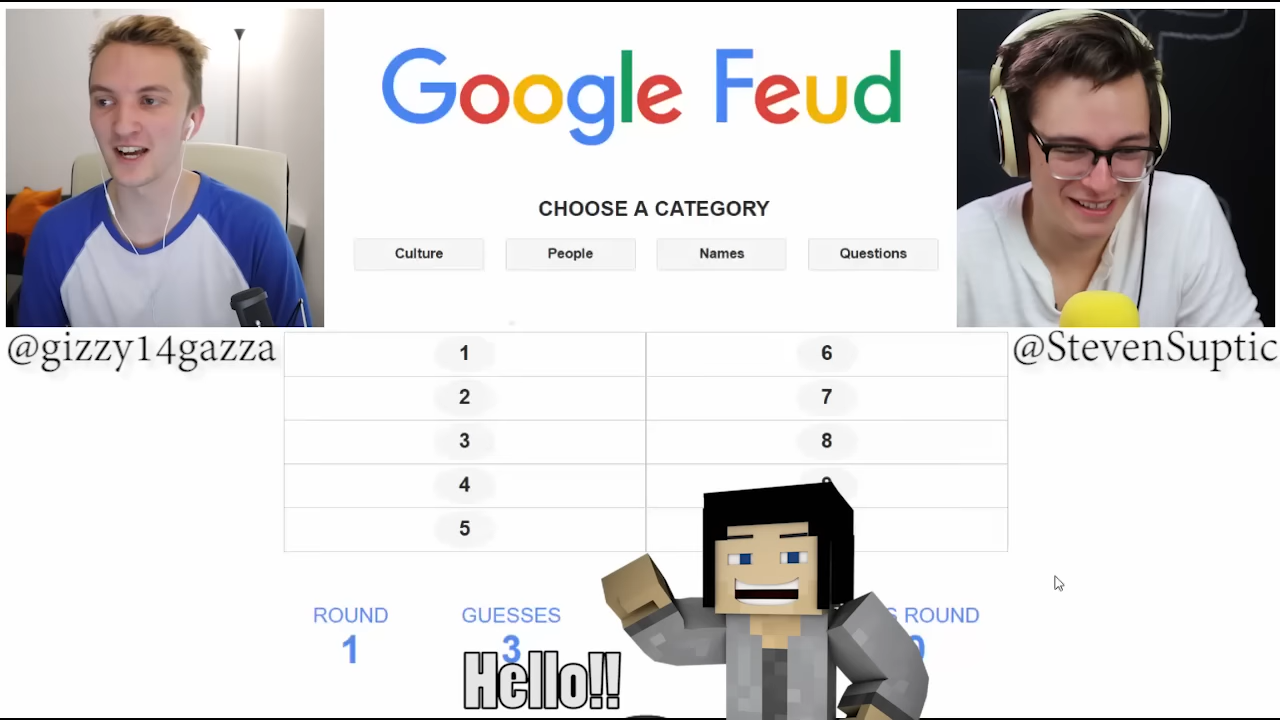 Google Feud
CHOOSE A CATEGORY
Culture People Names Questions
@gizzy14gazza
@StevenSuptic
1 6
2 7
3 8
4
5
ROUND GUESSES ROUND
1 3
Hello!!